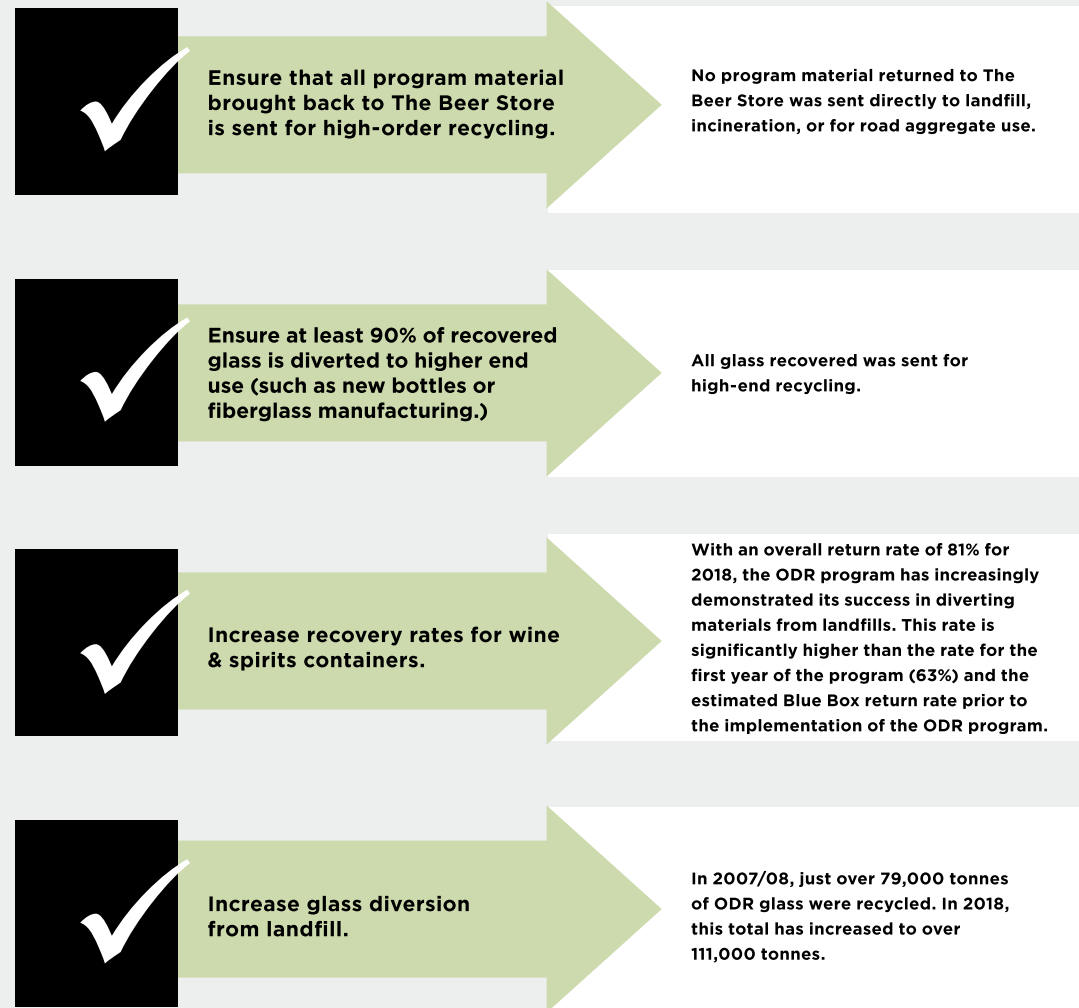 Ensure that all program material
brought back to The Beer Store
is sent for high-order recycling.
No program material returned to The
Beer Store was sent directly to landfill,
incineration, or for road aggregate use.
Ensure at least 90% of recovered
glass is diverted to higher end
use (such as new bottles or
fiberglass manufacturing.)
All glass recovered was sent for
high-end recycling.
Increase recovery rates for wine
& spirits containers.
With an overall return rate of 81% for
2018, the ODR program has increasingly
demonstrated its success in diverting
materials from landfills. This rate is
significantly higher than the rate for the
first year of the program (63%) and the
estimated Blue Box return rate prior to
the implementation of the ODR program.
Increase glass diversion
from landfill.
In 2007/08, just over 79,000 tonnes
of ODR glass were recycled. In 2018,
this total has increased to over
111,000 tonnes.